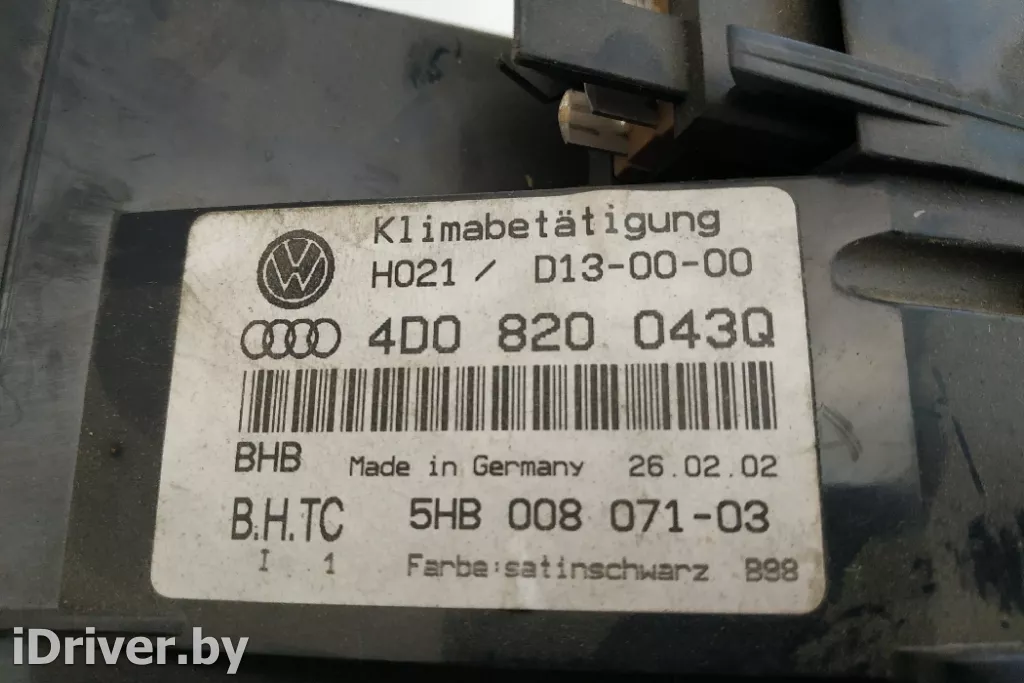 Klimabetätigung
H021 / D13-00-00
4D0 820 043Q
BHB Made in Germany 26.02.02
B.H.TC 5HB 008 071-03
I 1 Farbe:satinschwarz B98
iDriver.by